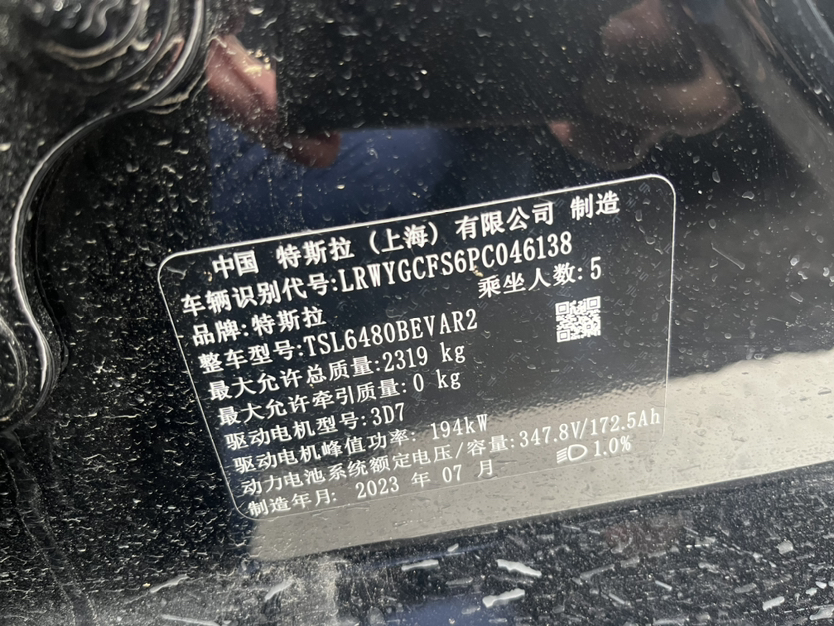 中国 特斯拉（上海）有限公司 制造
车辆识别代号:LRWYGCFS6PC046138
品牌:特斯拉 乘坐人数:5
整车型号:TSL6480BEVAR2
最大允许总质量:2319 kg
最大允许牵引质量: 0 kg
驱动电机型号:3D7
驱动电机峰值功率: 194kW
动力电池系统额定电压/容量:347.8V/172.5Ah
制造年月: 2023 年 07 月 1.0%